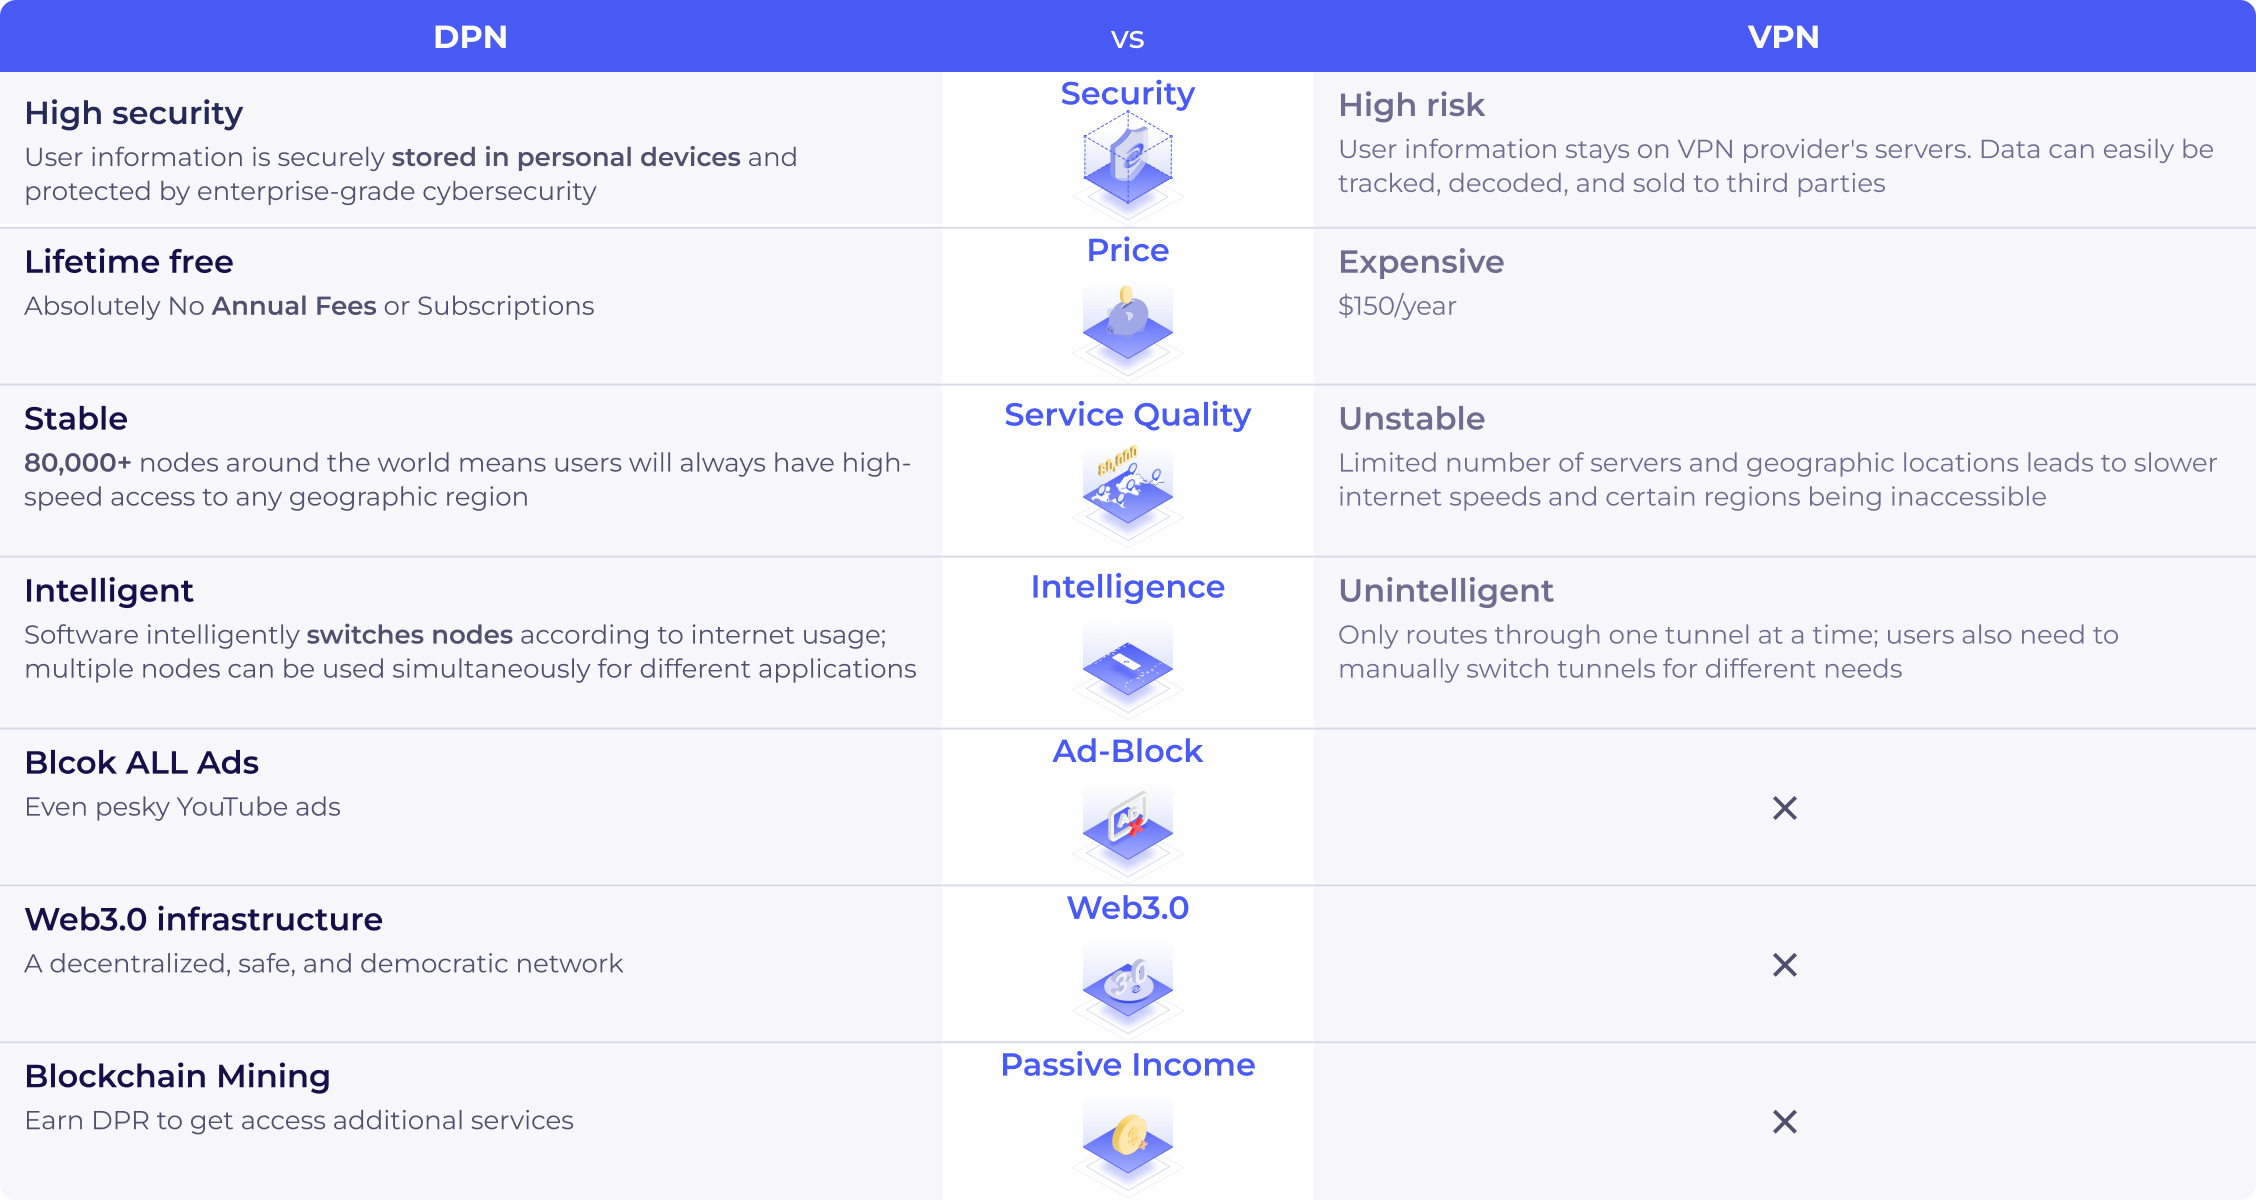 DPN vs VPN
High security
User information is securely stored in personal devices and
protected by enterprise-grade cybersecurity
Security
High risk
User information stays on VPN provider's servers. Data can easily be
tracked, decoded, and sold to third parties
Lifetime free
Absolutely No Annual Fees or Subscriptions
Price
Expensive
$150/year
Stable
80,000+ nodes around the world means users will always have high-
speed access to any geographic region
Service Quality
80,000
Unstable
Limited number of servers and geographic locations leads to slower
internet speeds and certain regions being inaccessible
Intelligent
Software intelligently switches nodes according to internet usage;
multiple nodes can be used simultaneously for different applications
Intelligence
Unintelligent
Only routes through one tunnel at a time; users also need to
manually switch tunnels for different needs
Blcok ALL Ads
Even pesky YouTube ads
Ad-Block
AD
Web3.0 infrastructure
A decentralized, safe, and democratic network
Web3.0
3.0
Blockchain Mining
Earn DPR to get access additional services
Passive Income